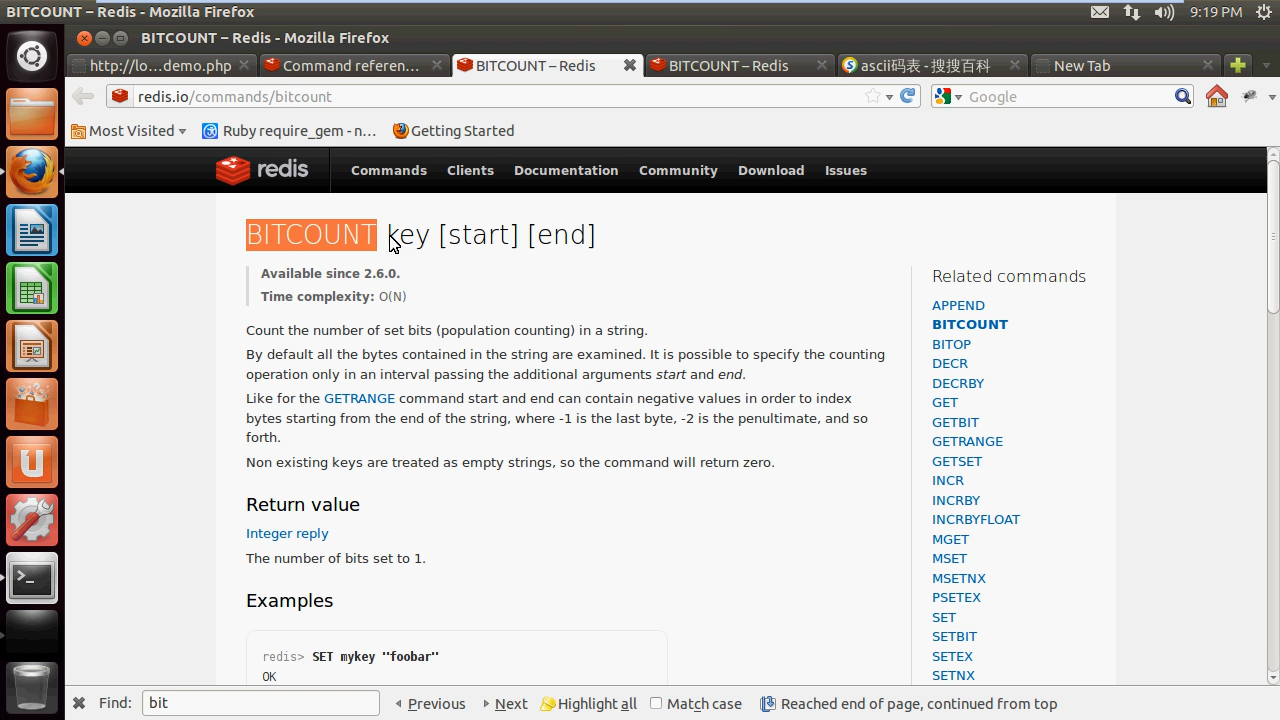 BITCOUNT – Redis - Mozilla Firefox
9:19 PM
BITCOUNT – Redis - Mozilla Firefox
http://lo...demo.php
Command referen...
BITCOUNT – Redis
BITCOUNT – Redis
ascii码表 - 搜搜百科
New Tab
redis.io/commands/bitcount
Google
Most Visited
Ruby require_gem - n...
Getting Started
redis
Commands
Clients
Documentation
Community
Download
Issues
BITCOUNT key [start] [end]
Available since 2.6.0.
Time complexity: O(N)
Count the number of set bits (population counting) in a string.
By default all the bytes contained in the string are examined. It is possible to specify the counting
operation only in an interval passing the additional arguments start and end.
Like for the GETRANGE command start and end can contain negative values in order to index
bytes starting from the end of the string, where -1 is the last byte, -2 is the penultimate, and so
forth.
Non existing keys are treated as empty strings, so the command will return zero.
Return value
Integer reply
The number of bits set to 1.
Examples
redis> SET mykey "foobar"
OK
Related commands
APPEND
BITCOUNT
BITOP
DECR
DECRBY
GET
GETBIT
GETRANGE
GETSET
INCR
INCRBY
INCRBYFLOAT
MGET
MSET
MSETNX
PSETEX
SET
SETBIT
SETEX
SETNX
Find:
bit
Previous
Next
Highlight all
Match case
Reached end of page, continued from top